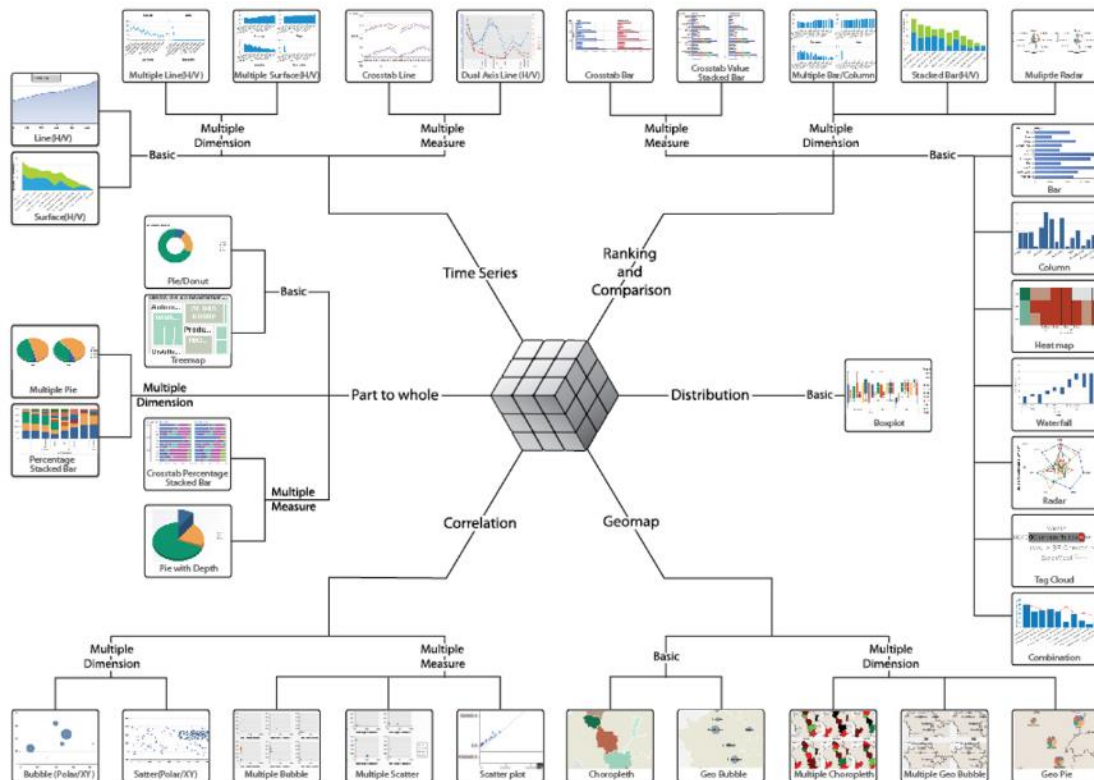 Multiple Line(H/V)
Multiple Surface(H/V)
Crosstab Line
Dual Axis Line (H/V)
Crosstab Bar
Crosstab Value
Stacked Bar
Multiple Bar/Column
Stacked Bar(H/V)
Muliptle Radar
Line(H/V)
Surface(H/V)
Basic
Multiple
Dimension
Multiple
Measure
Multiple
Measure
Multiple
Dimension
Basic
Bar
Column
Heat map
Waterfall
Radar
Tag Cloud
Combination
Time Series
Ranking
and
Comparison
Pie/Donut
Treemap
Basic
Multiple Pie
Percentage
Stacked Bar
Multiple
Dimension
Part to whole
Crosstab Percentage
Stacked Bar
Pie with Depth
Multiple
Measure
Distribution
Basic
Boxplot
Correlation
Geomap
Multiple
Dimension
Multiple
Measure
Basic
Multiple
Dimension
Bubble (Polar/XY)
Satter(Polar/XY)
Multiple Bubble
Multiple Scatter
Scatter plot
Choropleth
Geo Bubble
Multiple Choropleth
Multiple Geo Bubble
Geo Pie